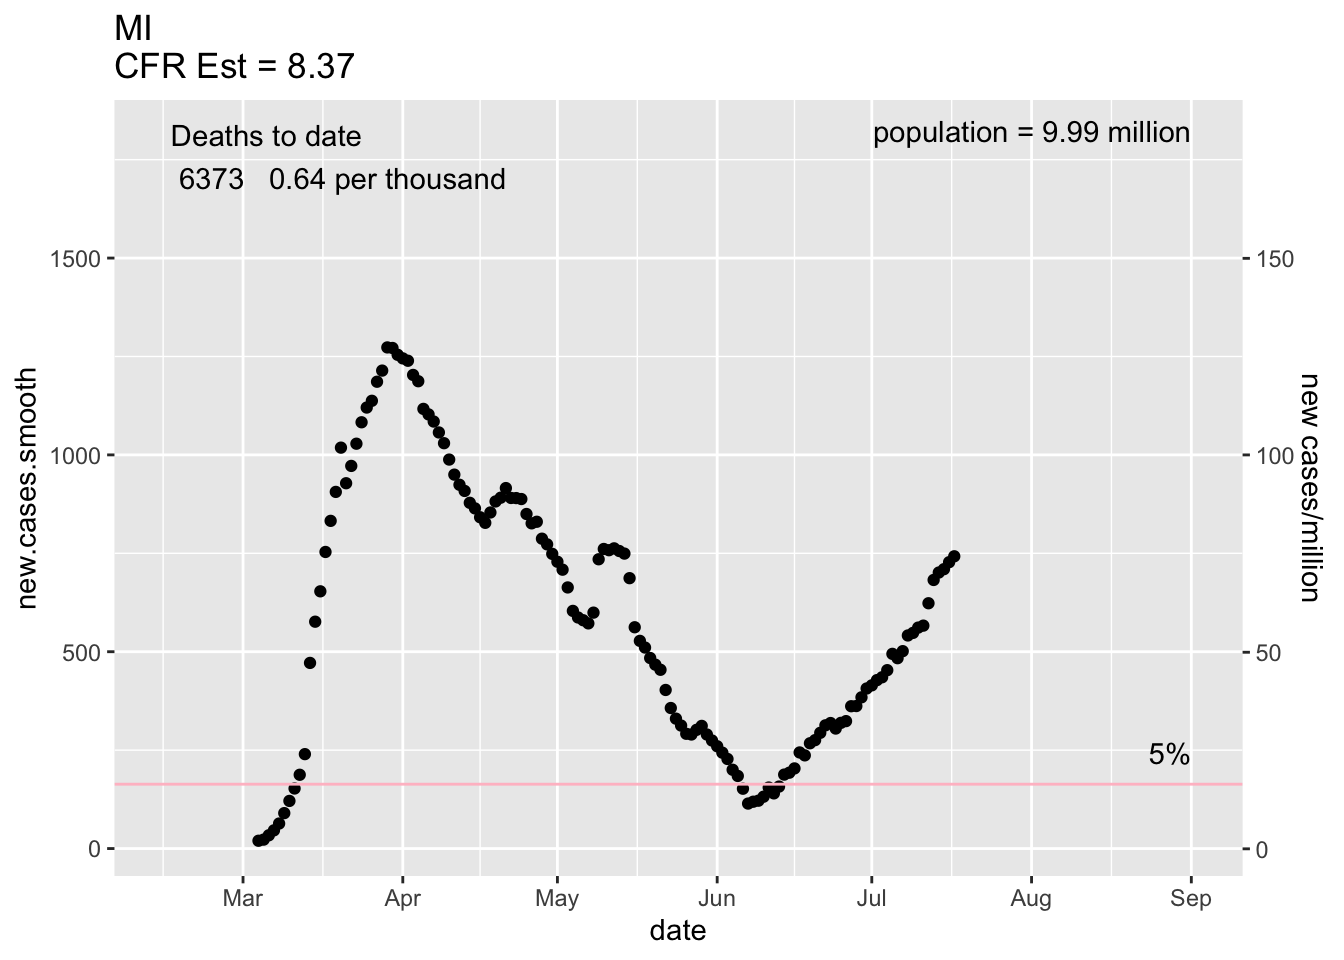 MI
CFR Est = 8.37
Deaths to date
population = 9.99 million
6373   0.64 per thousand
1500
150
1000
100
500
50
5%
0
0
new.cases.smooth
new cases/million
Mar
Apr
May
Jun
Jul
Aug
Sep
date